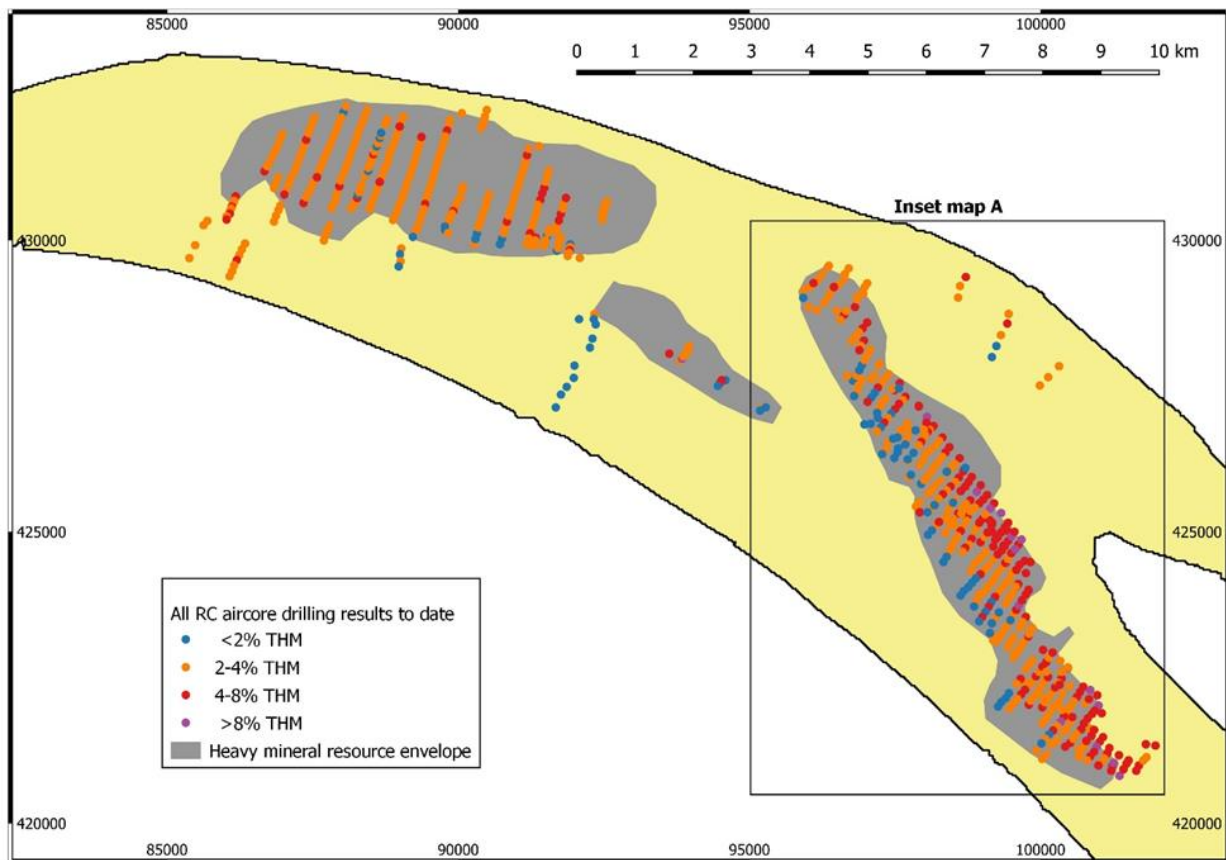 85000 90000 95000 100000
0 1 2 3 4 5 6 7 8 9 10 km
Inset map A
430000 430000
425000 425000
All RC aircore drilling results to date
<2% THM
2-4% THM
4-8% THM
>8% THM
Heavy mineral resource envelope
420000 420000
85000 90000 95000 100000